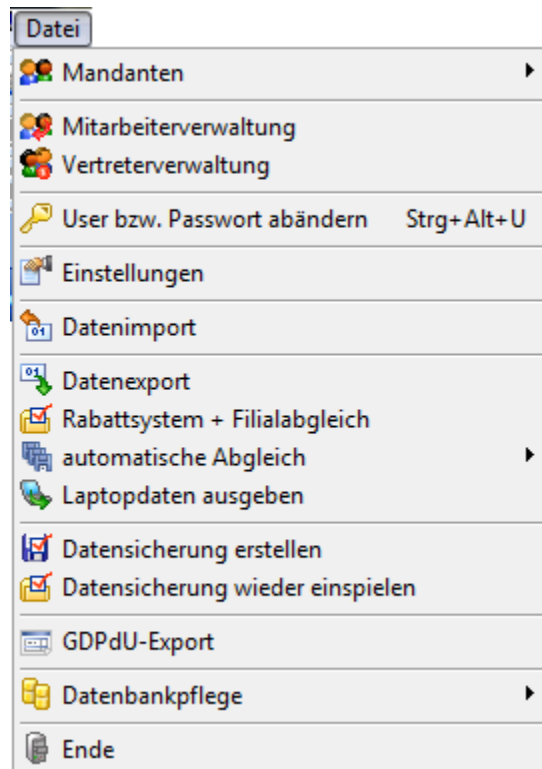 Datei
Mandanten
Mitarbeiterverwaltung
Vertreterverwaltung
User bzw. Passwort abändern Strg+Alt+U
Einstellungen
Datenimport
Datenexport
Rabattsystem + Filialabgleich
automatische Abgleich
Laptopdaten ausgeben
Datensicherung erstellen
Datensicherung wieder einspielen
GDPdU-Export
Datenbankpflege
Ende